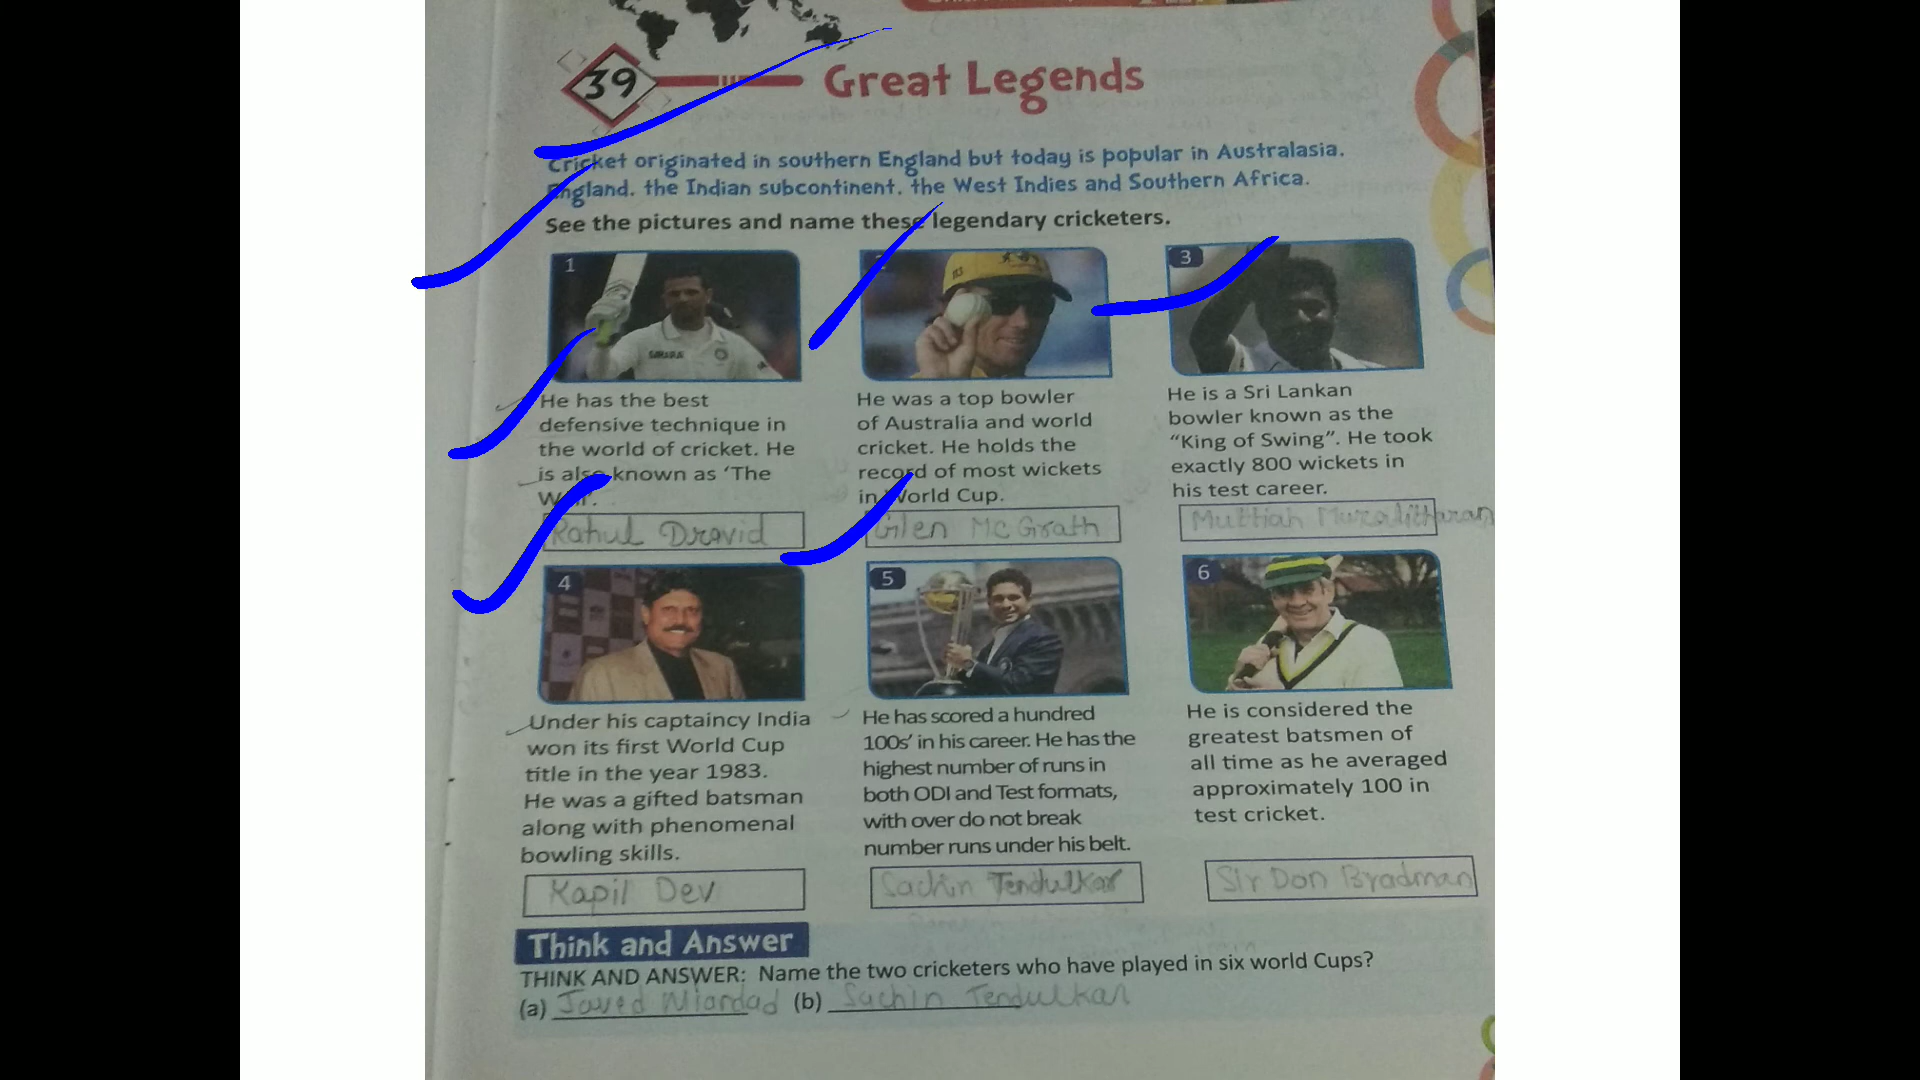 39 Great Legends
Cricket originated in southern England but today is popular in Australasia.
England. the Indian subcontinent. the West Indies and Southern Africa.
See the pictures and name these legendary cricketers.
1
SAHARA
He has the best
defensive technique in
the world of cricket. He
is also known as ‘The
Wall’.
Rahul Dravid
He was a top bowler
of Australia and world
cricket. He holds the
record of most wickets
in World Cup.
Glen McGrath
3
He is a Sri Lankan
bowler known as the
“King of Swing”. He took
exactly 800 wickets in
his test career.
Muttiah Muralitharan
4
Under his captaincy India
won its first World Cup
title in the year 1983.
He was a gifted batsman
along with phenomenal
bowling skills.
Kapil Dev
5
He has scored a hundred
100s’ in his career. He has the
highest number of runs in
both ODI and Test formats,
with over do not break
number runs under his belt.
Sachin Tendulkar
6
He is considered the
greatest batsmen of
all time as he averaged
approximately 100 in
test cricket.
Sir Don Bradman
Think and Answer
THINK AND ANSWER: Name the two cricketers who have played in six world Cups?
(a) Javed Miandad (b) Sachin Tendulkar